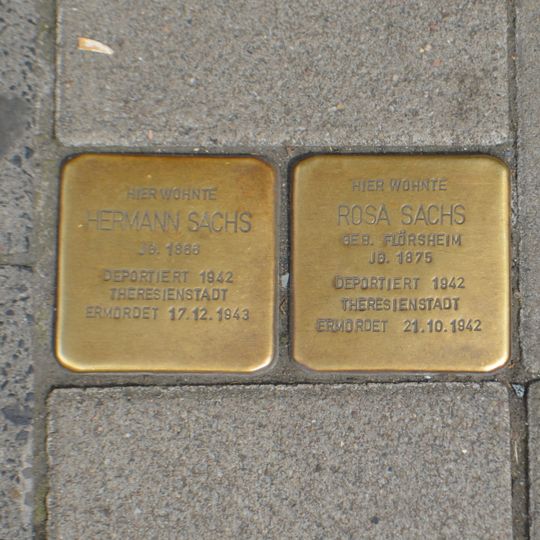 HIER WOHNTE
HERMANN SACHS
JG. 1868
DEPORTIERT 1942
THERESIENSTADT
ERMORDET 17.12.1943
HIER WOHNTE
ROSA SACHS
GEB. FLÖRSHEIM
JG. 1875
DEPORTIERT 1942
THERESIENSTADT
ERMORDET 21.10.1942